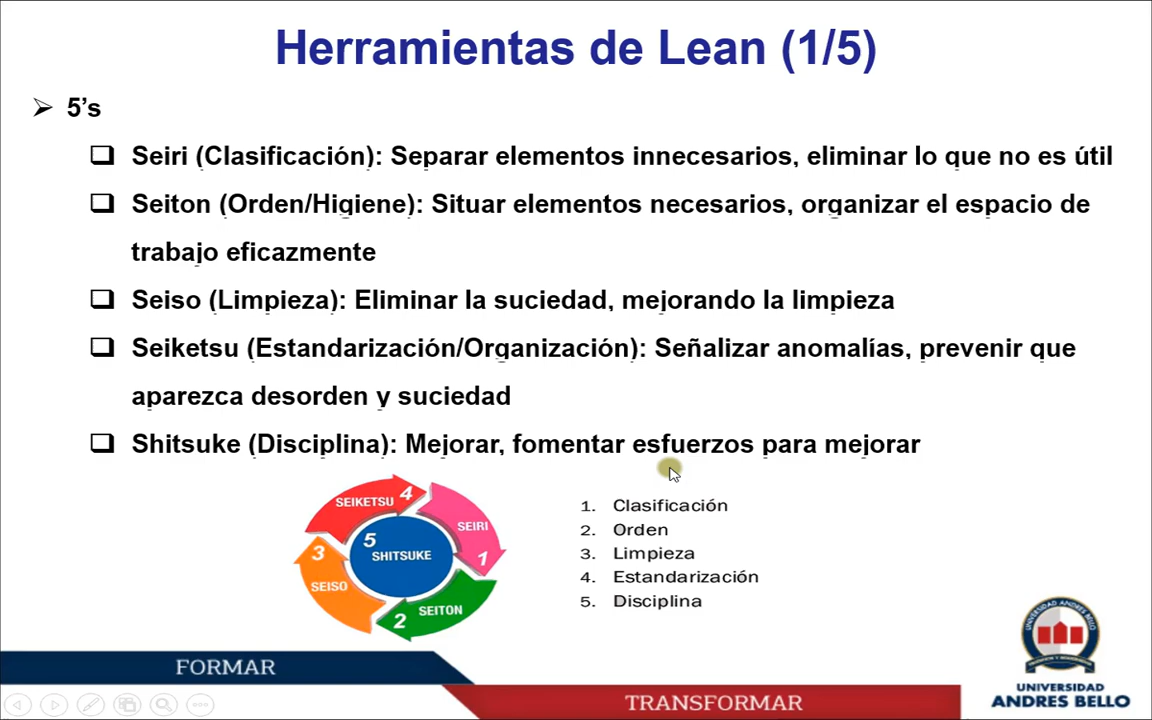 Herramientas de Lean (1/5)
5's
Seiri (Clasificación): Separar elementos innecesarios, eliminar lo que no es útil
Seiton (Orden/Higiene): Situar elementos necesarios, organizar el espacio de
trabajo eficazmente
Seiso (Limpieza): Eliminar la suciedad, mejorando la limpieza
Seiketsu (Estandarización/Organización): Señalizar anomalías, prevenir que
aparezca desorden y suciedad
Shitsuke (Disciplina): Mejorar, fomentar esfuerzos para mejorar
SEIKETSU 4
SEIRI
1
5
SHITSUKE
3
SEISO
2 SEITON
1. Clasificación
2. Orden
3. Limpieza
4. Estandarización
5. Disciplina
FORMAR
TRANSFORMAR
UNIVERSIDAD ANDRES BELLO
UNIVERSIDAD
ANDRES BELLO